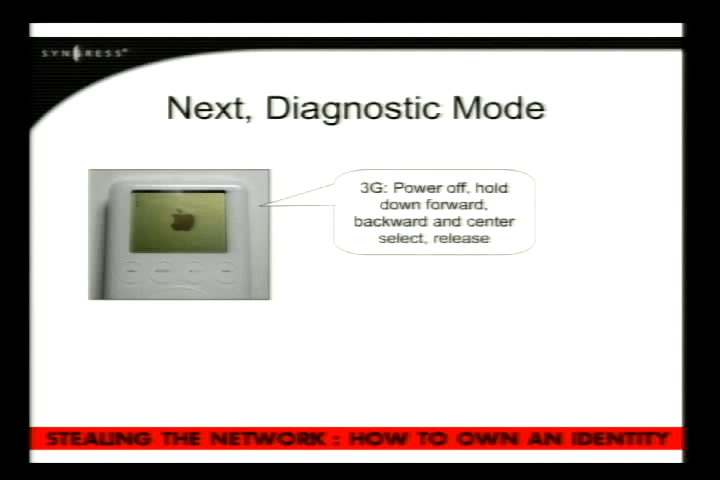 SYNGRESS
Next, Diagnostic Mode
3G: Power off, hold
down forward,
backward and center
select, release
STEALING THE NETWORK : HOW TO OWN AN IDENTITY